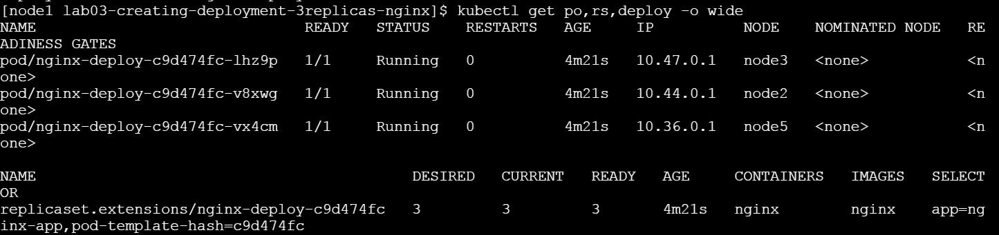 [node1 lab03-creating-deployment-3replicas-nginx]$ kubectl get po,rs,deploy -o wide
NAME READY STATUS RESTARTS AGE IP NODE NOMINATED NODE RE
ADINESS GATES
pod/nginx-deploy-c9d474fc-lhz9p 1/1 Running 0 4m21s 10.47.0.1 node3 <none> <n
one>
pod/nginx-deploy-c9d474fc-v8xwg 1/1 Running 0 4m21s 10.44.0.1 node2 <none> <n
one>
pod/nginx-deploy-c9d474fc-vx4cm 1/1 Running 0 4m21s 10.36.0.1 node5 <none> <n
one>
NAME DESIRED CURRENT READY AGE CONTAINERS IMAGES SELECT
OR
replicaset.extensions/nginx-deploy-c9d474fc 3 3 3 4m21s nginx nginx app=ng
inx-app,pod-template-hash=c9d474fc